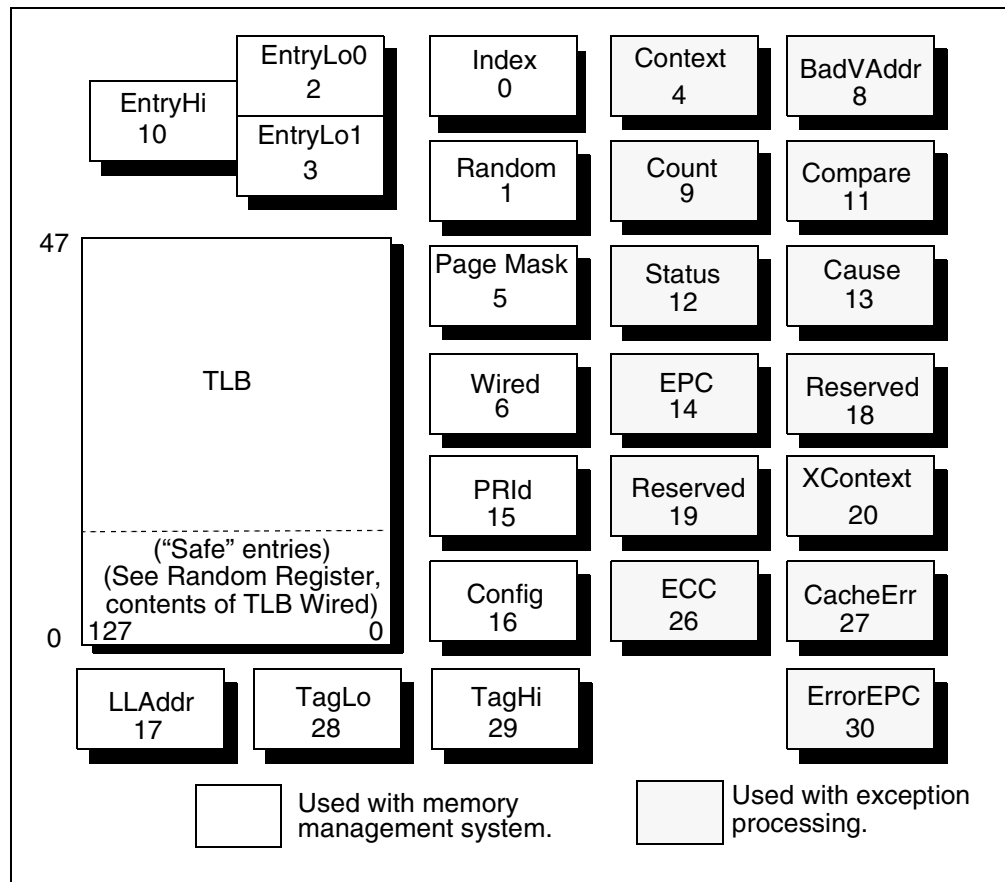 EntryLo0
2
EntryHi
10
EntryLo1
3
Index
0
Context
4
BadVAddr
8
Random
1
Count
9
Compare
11
47
TLB
(“Safe” entries)
(See Random Register,
contents of TLB Wired)
127
0
0
Page Mask
5
Status
12
Cause
13
Wired
6
EPC
14
Reserved
18
PRId
15
Reserved
19
XContext
20
Config
16
ECC
26
CacheErr
27
LLAddr
17
TagLo
28
TagHi
29
ErrorEPC
30
Used with memory
management system.
Used with exception
processing.